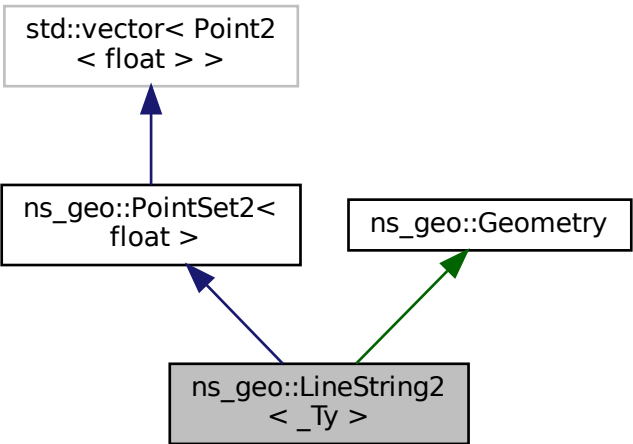 std::vector< Point2
< float > >
ns_geo::PointSet2<
float >
ns_geo::Geometry
ns_geo::LineString2
< _Ty >